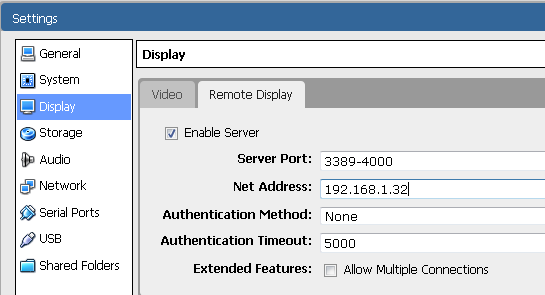 Settings
General
System
Display
Storage
Audio
Network
Serial Ports
USB
Shared Folders
Display
Video Remote Display
Enable Server
Server Port: 3389-4000
Net Address: 192.168.1.32
Authentication Method: None
Authentication Timeout: 5000
Extended Features: Allow Multiple Connections